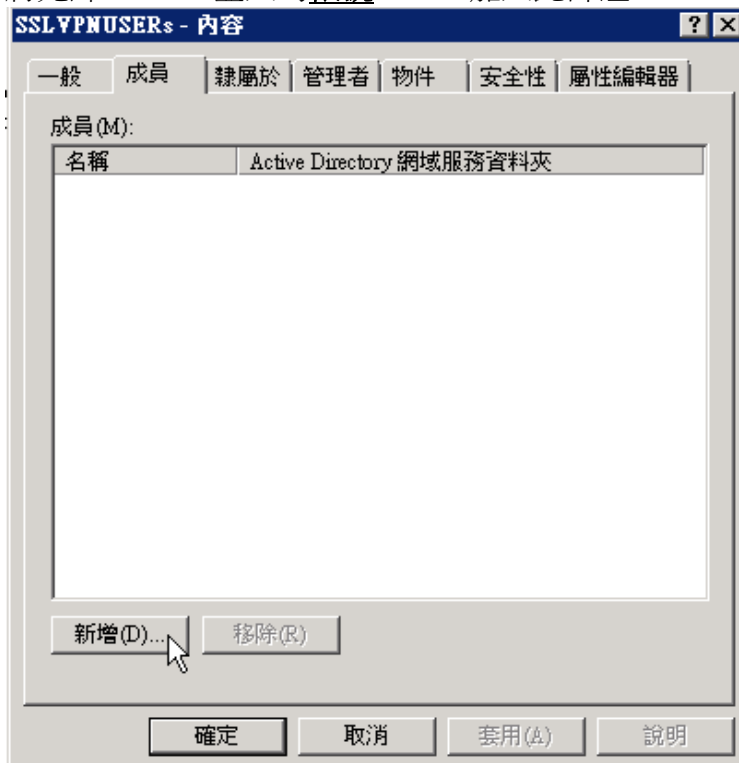 SSLVPNUSERs - 內容
一般 成員 隸屬於 管理者 物件 安全性 屬性編輯器
成員(M):
名稱 Active Directory 網域服務資料夾
新增(D)... 移除(R)
確定 取消 套用(A) 說明